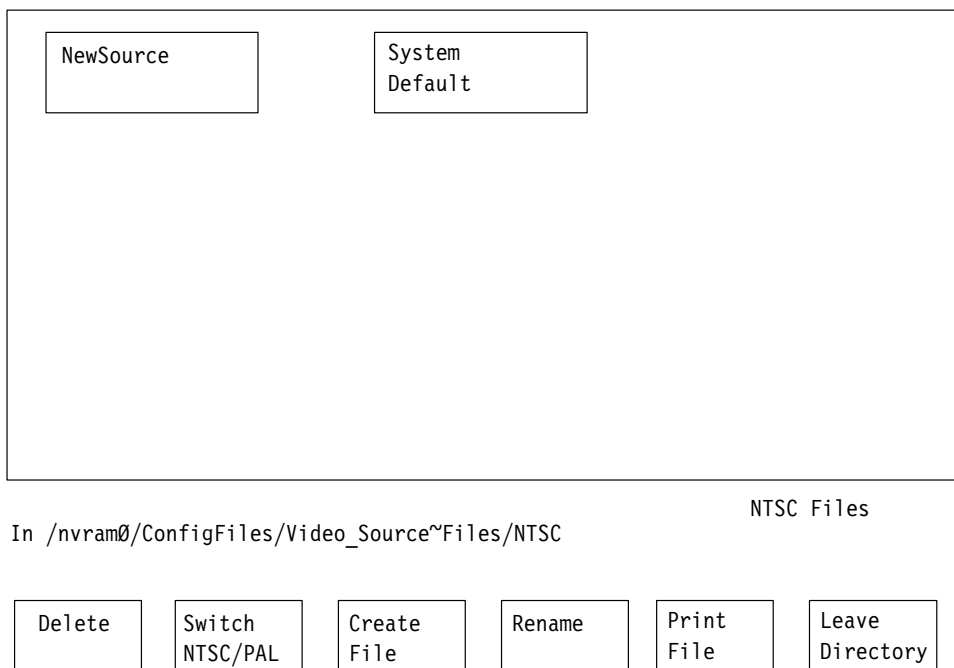 NewSource
System
Default
NTSC Files
In /nvramØ/ConfigFiles/Video_Source~Files/NTSC
Delete
Switch
NTSC/PAL
Create
File
Rename
Print
File
Leave
Directory